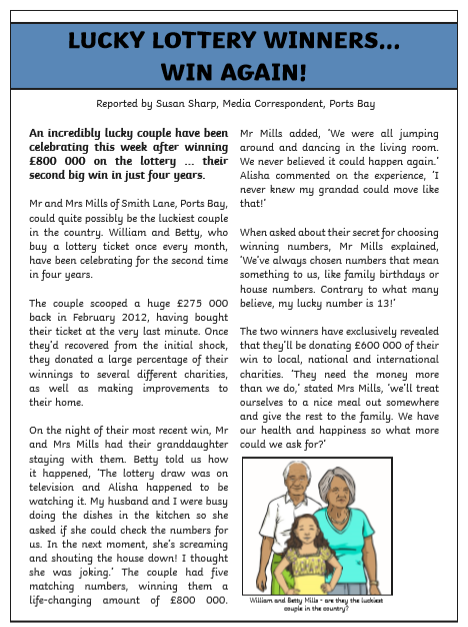 LUCKY LOTTERY WINNERS...
WIN AGAIN!
Reported by Susan Sharp, Media Correspondent, Ports Bay
An incredibly lucky couple have been
celebrating this week after winning
£800 000 on the lottery ... their
second big win in just four years.
Mr and Mrs Mills of Smith Lane, Ports Bay,
could quite possibly be the luckiest couple
in the country. William and Betty, who
buy a lottery ticket once every month,
have been celebrating for the second time
in four years.
The couple scooped a huge £275 000
back in February 2012, having bought
their ticket at the very last minute. Once
they'd recovered from the initial shock,
they donated a large percentage of their
winnings to several different charities,
as well as making improvements to
their home.
On the night of their most recent win, Mr
and Mrs Mills had their granddaughter
staying with them. Betty told us how
it happened, 'The lottery draw was on
television and Alisha happened to be
watching it. My husband and I were busy
doing the dishes in the kitchen so she
asked if she could check the numbers for
us. In the next moment, she's screaming
and shouting the house down! I thought
she was joking.' The couple had five
matching numbers, winning them a
life-changing amount of £800 000.
Mr Mills added, 'We were all jumping
around and dancing in the living room.
We never believed it could happen again.'
Alisha commented on the experience, 'I
never knew my grandad could move like
that!'
When asked about their secret for choosing
winning numbers, Mr Mills explained,
'We've always chosen numbers that mean
something to us, like family birthdays or
house numbers. Contrary to what many
believe, my lucky number is 13!'
The two winners have exclusively revealed
that they'll be donating £600 000 of their
win to local, national and international
charities. 'They need the money more
than we do,' stated Mrs Mills, 'we'll treat
ourselves to a nice meal out somewhere
and give the rest to the family. We have
our health and happiness so what more
could we ask for?'
William and Betty Mills - are they the luckiest
couple in the country?